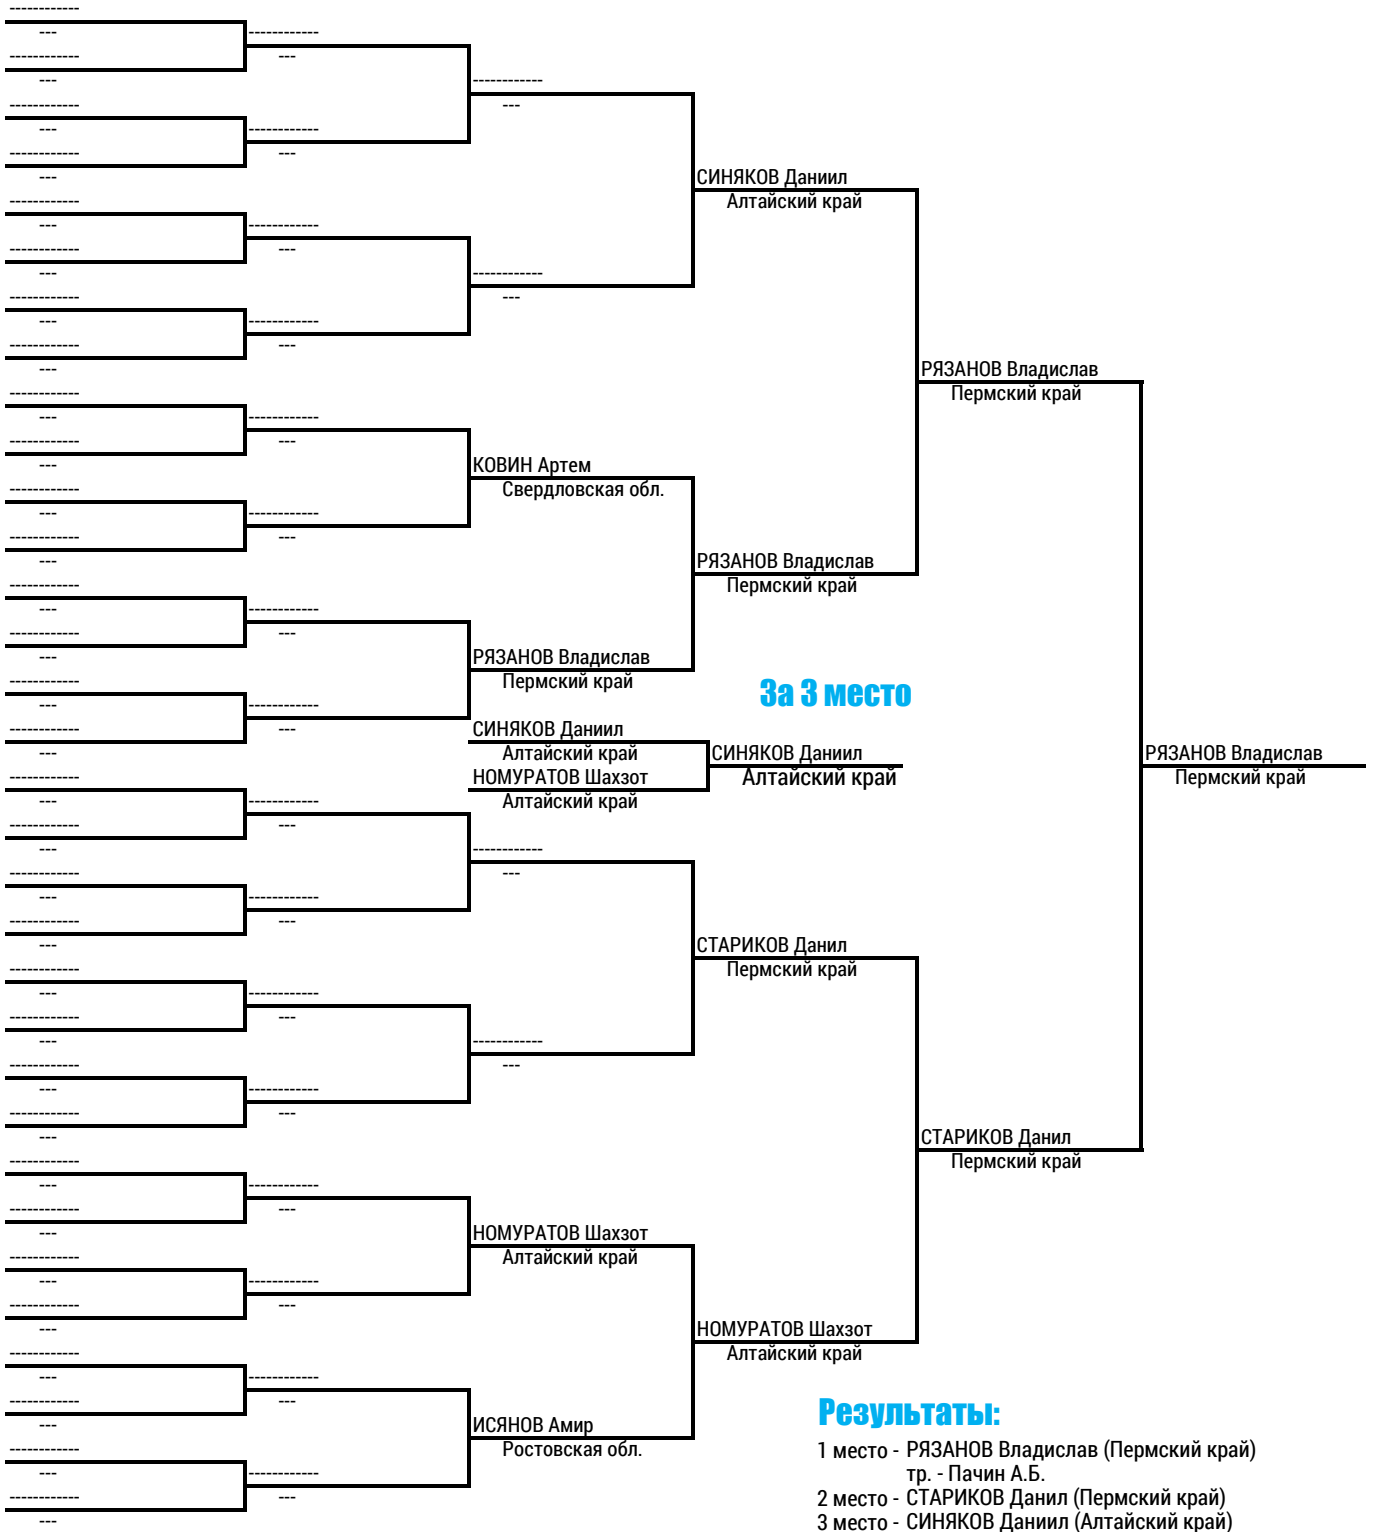 СИНЯКОВ Даниил
Алтайский край
РЯЗАНОВ Владислав
Пермский край
КОВИН Артем
Свердловская обл.
РЯЗАНОВ Владислав
Пермский край
РЯЗАНОВ Владислав
Пермский край
За 3 место
СИНЯКОВ Даниил
Алтайский край
НОМУРАТОВ Шахзот
Алтайский край
СИНЯКОВ Даниил
Алтайский край
РЯЗАНОВ Владислав
Пермский край
СТАРИКОВ Данил
Пермский край
СТАРИКОВ Данил
Пермский край
НОМУРАТОВ Шахзот
Алтайский край
НОМУРАТОВ Шахзот
Алтайский край
ИСЯНОВ Амир
Ростовская обл.
Результаты:
1 место - РЯЗАНОВ Владислав (Пермский край)
тр. - Пачин А.Б.
2 место - СТАРИКОВ Данил (Пермский край)
3 место - СИНЯКОВ Даниил (Алтайский край)